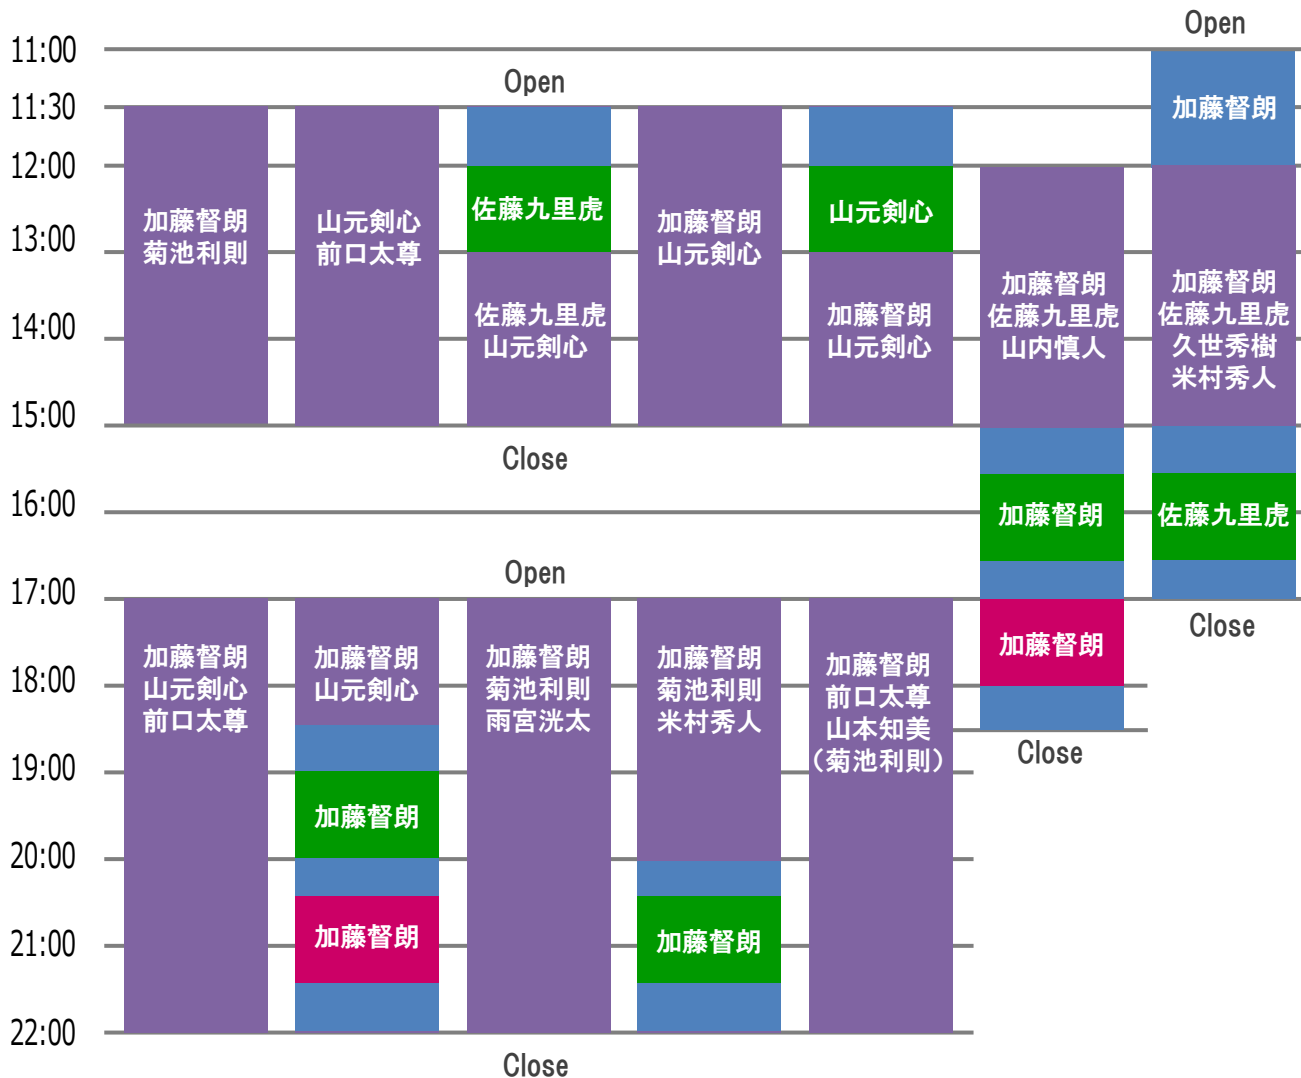 Open
11:00
Open
11:30
加藤督朗
12:00
佐藤九里虎
山元剣心
加藤督朗
菊池利則
山元剣心
前口太尊
加藤督朗
山元剣心
13:00
加藤督朗
佐藤九里虎
山内慎人
加藤督朗
佐藤九里虎
久世秀樹
米村秀人
佐藤九里虎
山元剣心
加藤督朗
山元剣心
14:00
15:00
Close
16:00
加藤督朗
佐藤九里虎
Open
17:00
Close
加藤督朗
加藤督朗
山元剣心
前口太尊
加藤督朗
山元剣心
加藤督朗
菊池利則
雨宮洸太
加藤督朗
菊池利則
米村秀人
加藤督朗
前口太尊
山本知美
（菊池利則）
18:00
Close
19:00
加藤督朗
20:00
加藤督朗
加藤督朗
21:00
22:00
Close